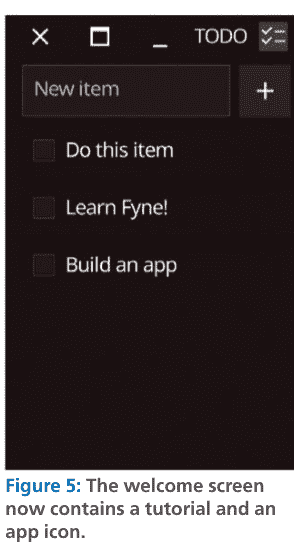 TODO
New item
+
Do this item
Learn Fyne!
Build an app
Figure 5: The welcome screen
now contains a tutorial and an
app icon.